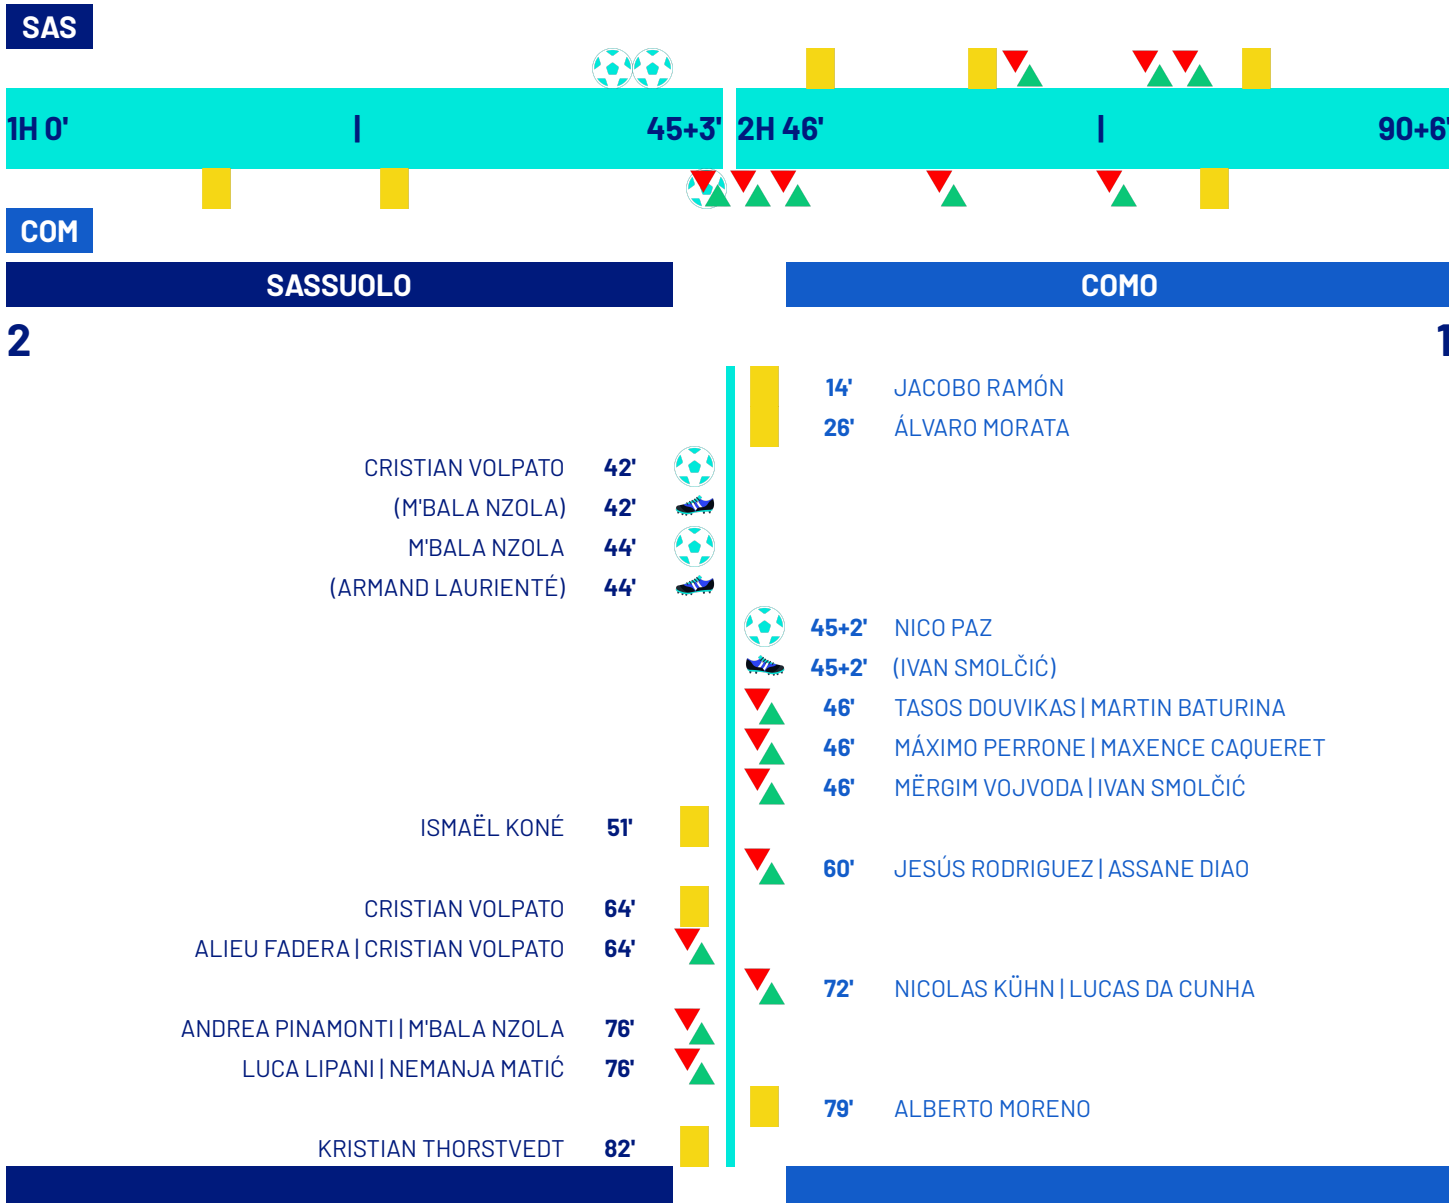 SAS
1H 0' | 45+3' 2H 46' | 90+6'
COM
SASSUOLO COMO
2 1
14' JACOBO RAMÓN
26' ÁLVARO MORATA
CRISTIAN VOLPATO 42'
(M'BALA NZOLA) 42'
M'BALA NZOLA 44'
(ARMAND LAURIENTÉ) 44'
45+2' NICO PAZ
45+2' (IVAN SMOLČIĆ)
46' TASOS DOUVIKAS | MARTIN BATURINA
46' MÁXIMO PERRONE | MAXENCE CAQUERET
46' MËRGIM VOJVODA | IVAN SMOLČIĆ
ISMAËL KONÉ 51'
60' JESÚS RODRIGUEZ | ASSANE DIAO
CRISTIAN VOLPATO 64'
ALIEU FADERA | CRISTIAN VOLPATO 64'
72' NICOLAS KÜHN | LUCAS DA CUNHA
ANDREA PINAMONTI | M'BALA NZOLA 76'
LUCA LIPANI | NEMANJA MATIĆ 76'
79' ALBERTO MORENO
KRISTIAN THORSTVEDT 82'